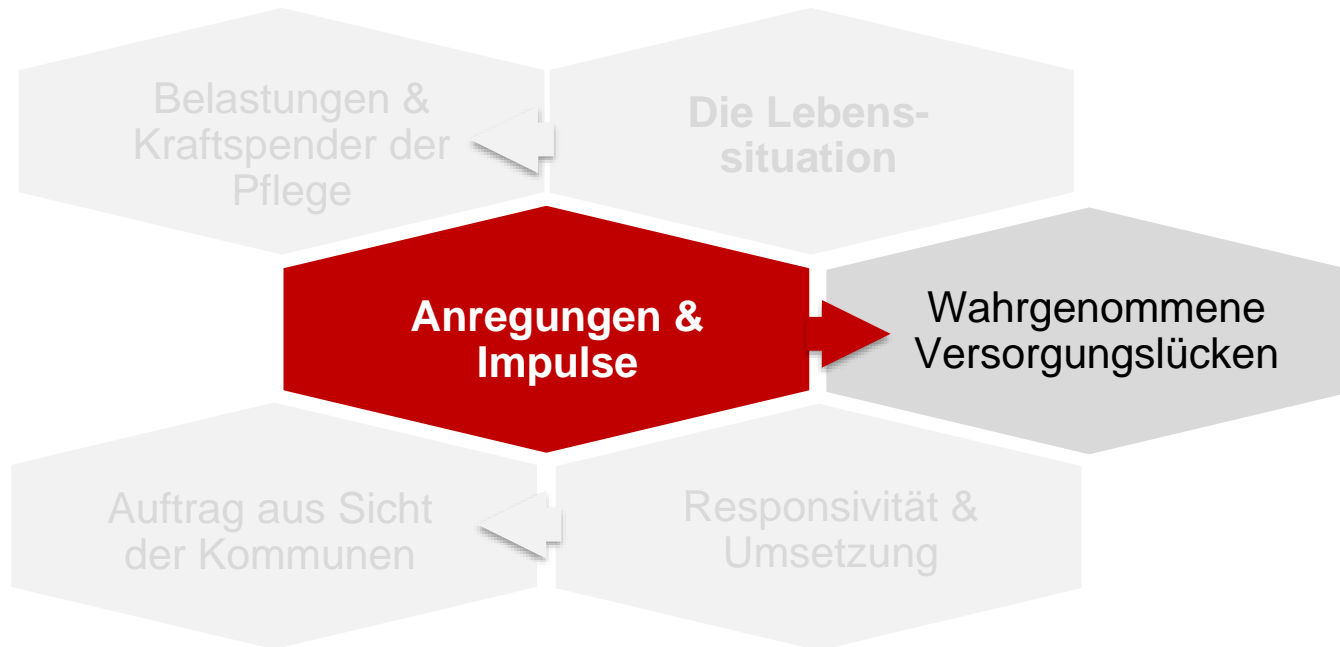 Belastungen &
Kraftspender der
Pflege
Die Lebens-
situation
Anregungen &
Impulse
Wahrgenommene
Versorgungslücken
Auftrag aus Sicht
der Kommunen
Responsivität &
Umsetzung